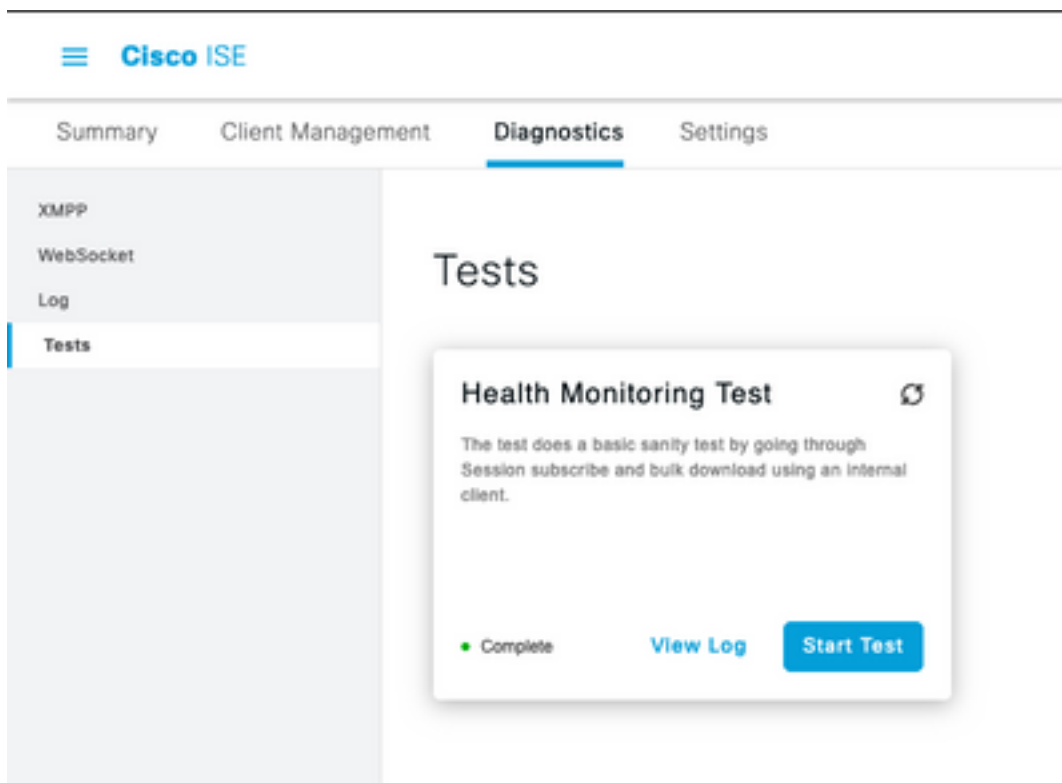 Cisco ISE
Summary Client Management Diagnostics Settings
XMPP
WebSocket
Log
Tests
Tests
Health Monitoring Test
The test does a basic sanity test by going through
Session subscribe and bulk download using an internal
client.
Complete View Log Start Test